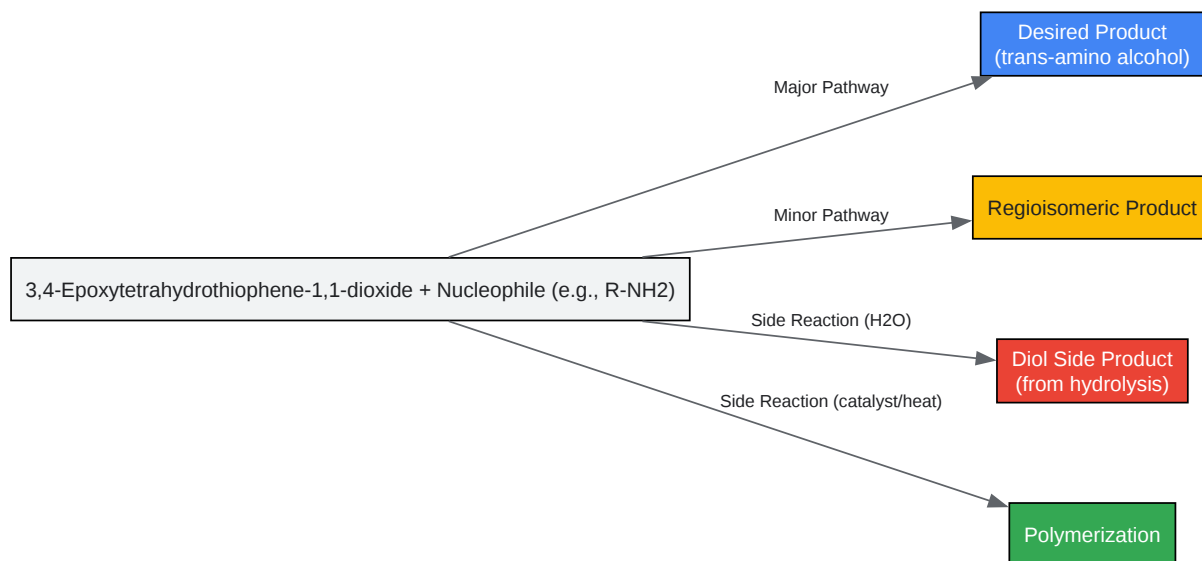 Desired Product
(trans-amino alcohol)
Major Pathway
Regioisomeric Product
Minor Pathway
3,4-Epoxytetrahydrothiophene-1,1-dioxide + Nucleophile (e.g., R-NH2)
Side Reaction (H2O)
Diol Side Product
(from hydrolysis)
Side Reaction (catalyst/heat)
Polymerization